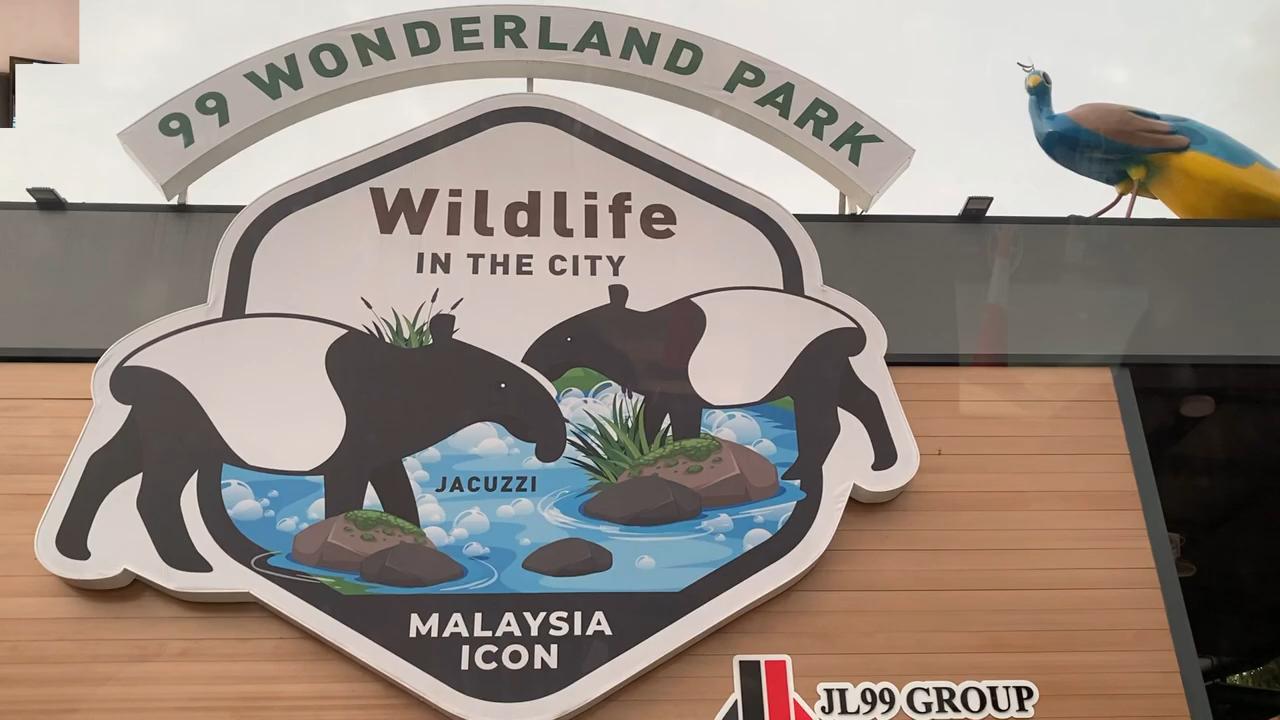 99 WONDERLAND PARK
Wildlife
IN THE CITY
JACUZZI
MALAYSIA
ICON
JL99 GROUP